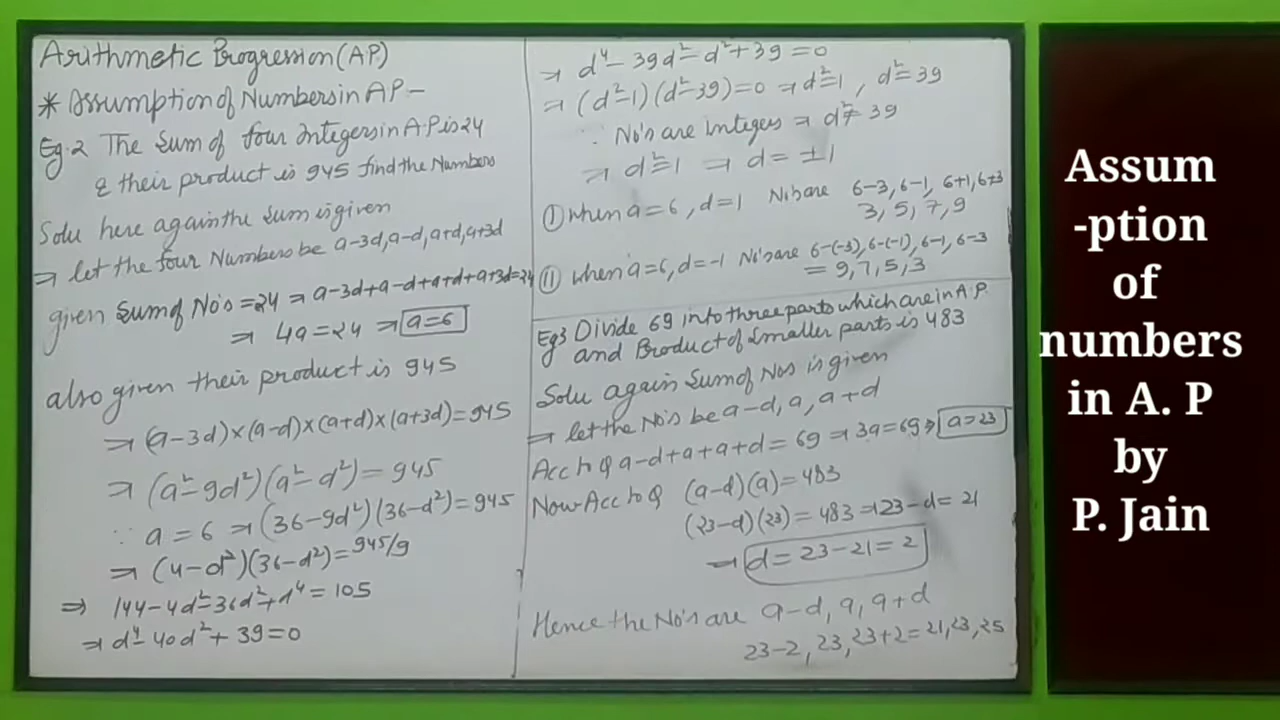 Arithmetic Progression (AP)
* Assumption of Numbers in AP -
Eg. 2 The Sum of four Integers in A.P is 24
& their product is 945 find the Numbers
Solu here again the Sum is given
⇒ let the four Numbers be a-3d, a-d, a+d, a+3d
given Sum of No's = 24 ⇒ a-3d+a-d+a+d+a+3d=24
⇒ 4a = 24 ⇒ a=6
also given their product is 945
⇒ (a-3d)×(a-d)×(a+d)×(a+3d)=945
⇒ (a²-9d²)(a²-d²) = 945
∵ a = 6 ⇒ (36-9d²)(36-d²)=945
⇒ (4-d²)(36-d²)=945/9
⇒ 144-4d²-36d²+d⁴ = 105
⇒ d⁴-40d²+39=0
⇒ d⁴-39d²-d²+39=0
⇒ (d²-1)(d²-39)=0 ⇒ d²=1, d²=39
∵ No's are integers ⇒ d²≠39
⇒ d²=1 ⇒ d = ±1
① when a=6, d=1 No's are 6-3, 6-1, 6+1, 6+3
3, 5, 7, 9
② when a=6, d=-1 No's are 6-(-3), 6-(-1), 6-1, 6-3
= 9, 7, 5, 3
Eg3 Divide 69 into three parts which are in A.P.
and Product of Smaller parts is 483
Solu again Sum of Nos is given
⇒ let the No's be a-d, a, a+d
Acc to Q a-d+a+a+d = 69 ⇒ 3a=69 ⇒ a=23
Now Acc to Q (a-d)(a)=483
(23-d)(23)=483 ⇒ 23-d=21
⇒ d=23-21=2
Hence the No's are a-d, a, a+d
23-2, 23, 23+2=21, 23, 25
Assum
-ption
of
numbers
in A. P
by
P. Jain